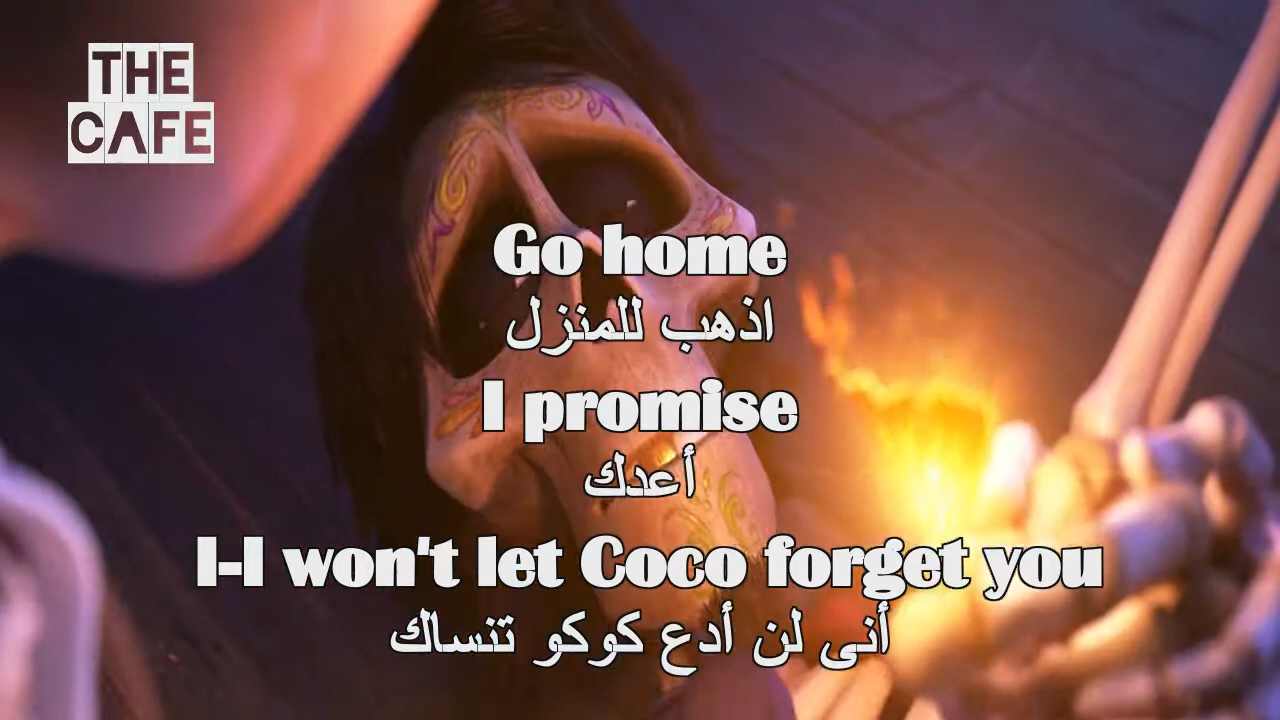 THE
CAFE
Go home
اذهب للمنزل
I promise
أعدك
I-I won't let Coco forget you
أنى لن أدع كوكو تنساك